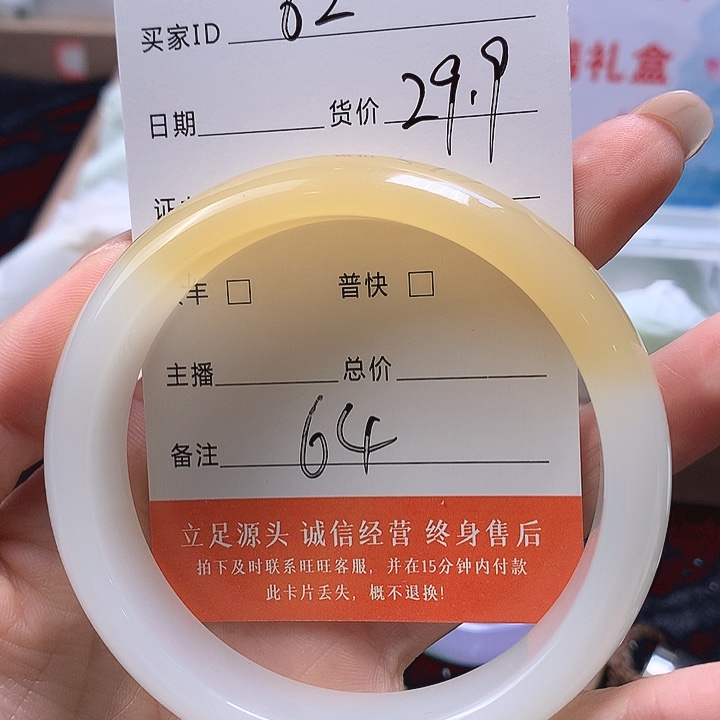 买家ID 62
日期 货价 29.9
礼盒
证
丰 普快
主播 总价
备注 64
立足源头 诚信经营 终身售后
拍下及时联系旺旺客服，并在15分钟内付款
此卡片丢失，概不退换！